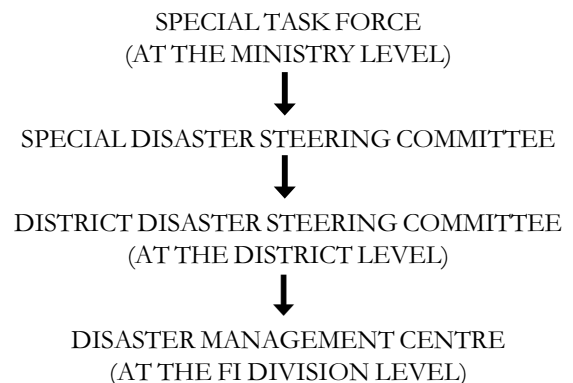 SPECIAL TASK FORCE
(AT THE MINISTRY LEVEL)
SPECIAL DISASTER STEERING COMMITTEE
DISTRICT DISASTER STEERING COMMITTEE
(AT THE DISTRICT LEVEL)
DISASTER MANAGEMENT CENTRE
(AT THE FI DIVISION LEVEL)